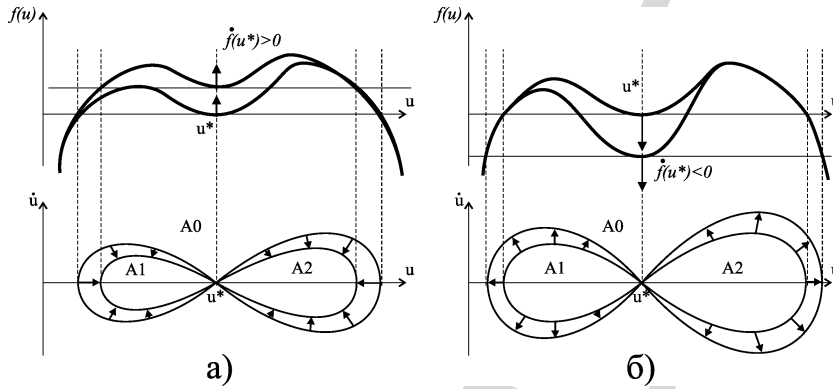 f(u)
ḟ(u*)>0
u
u*
u̇
A0
A1
A2
u
u*
а)
f(u)
u*
u
ḟ(u*)<0
u̇
A0
A1
A2
u
u*
б)